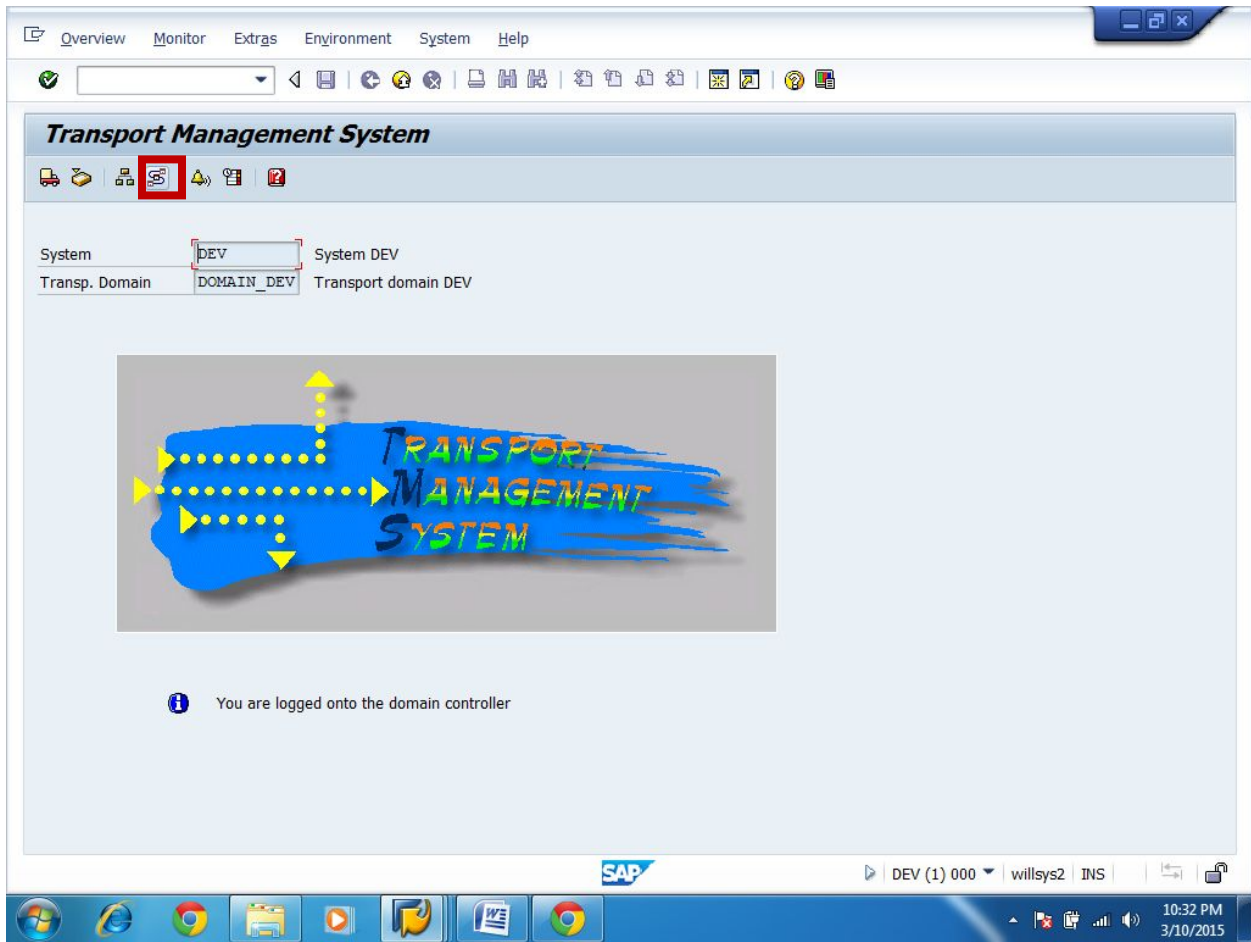 Overview Monitor Extras Environment System Help
Transport Management System
System DEV System DEV
Transp. Domain DOMAIN_DEV Transport domain DEV
TRANSPORT
MANAGEMENT
SYSTEM
You are logged onto the domain controller
SAP DEV (1) 000 willsys2 INS
10:32 PM
3/10/2015